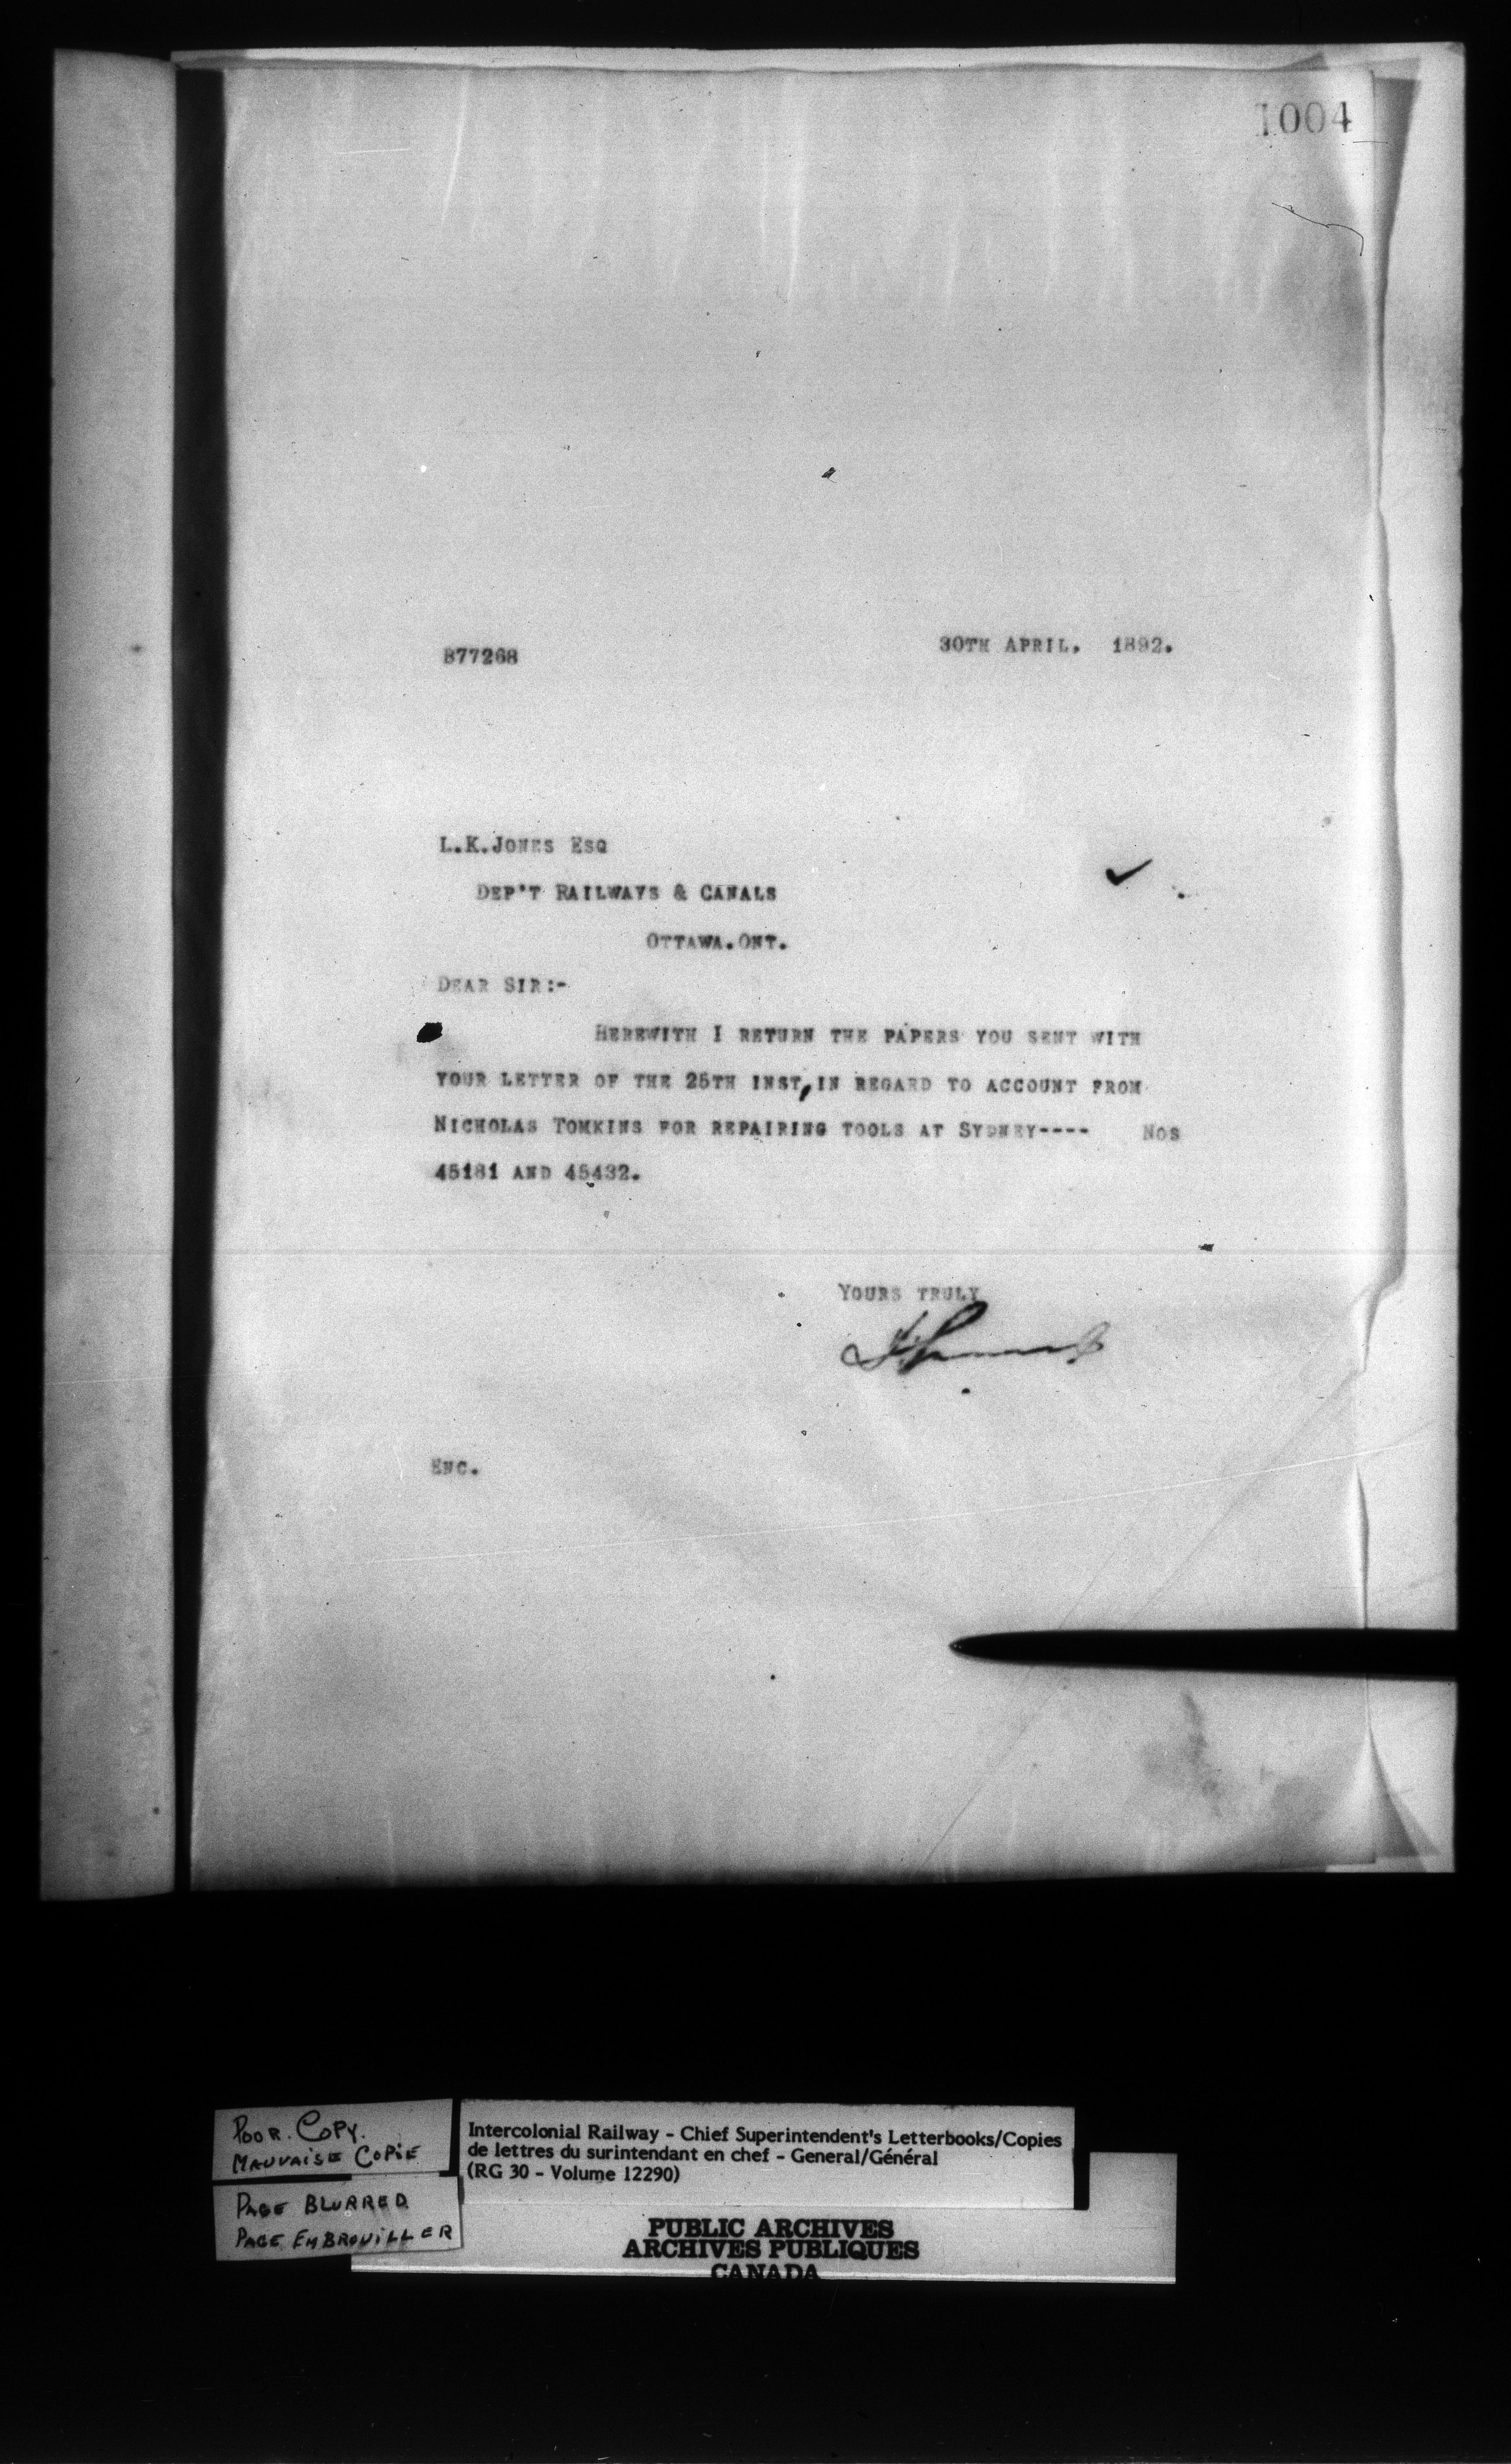 1004
B77268
30TH APRIL. 1892.
L.K.JONES ESQ
DEP'T RAILWAYS & CANALS
OTTAWA.ONT.
DEAR SIR:-
HEREWITH I RETURN THE PAPERS YOU SENT WITH
YOUR LETTER OF THE 25TH INST, IN REGARD TO ACCOUNT FROM
NICHOLAS TOMKINS FOR REPAIRING TOOLS AT SYDNEY---- NOS
45181 AND 45432.
YOURS TRULY
ENC.
POOR. COPY.
MAUVAISE COPIE
PAGE BLURRED
PAGE EMBROUILLER
Intercolonial Railway - Chief Superintendent's Letterbooks/Copies
de lettres du surintendant en chef - General/Général
(RG 30 - Volume 12290)
PUBLIC ARCHIVES
ARCHIVES PUBLIQUES
CANADA